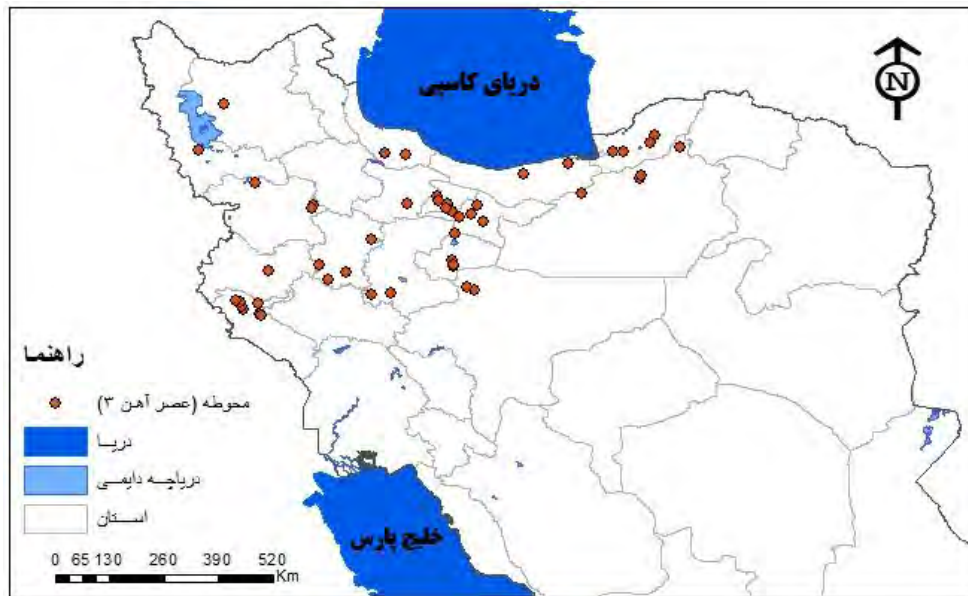 دریای کاسپی
N
راهنما
محوطه (عصر آهن ۳)
دریا
دریاچه دایمی
استان
خلیج پارس
0 65 130 260 390 520
Km